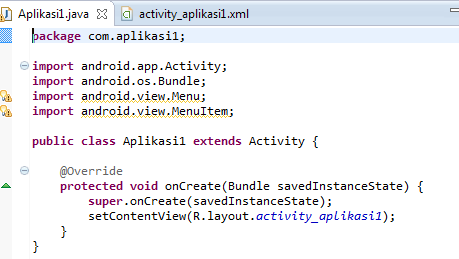 Aplikasi1.java activity_aplikasi1.xml
package com.aplikasi1;
import android.app.Activity;
import android.os.Bundle;
import android.view.Menu;
import android.view.MenuItem;
public class Aplikasi1 extends Activity {
@Override
protected void onCreate(Bundle savedInstanceState) {
super.onCreate(savedInstanceState);
setContentView(R.layout.activity_aplikasi1);
}
}